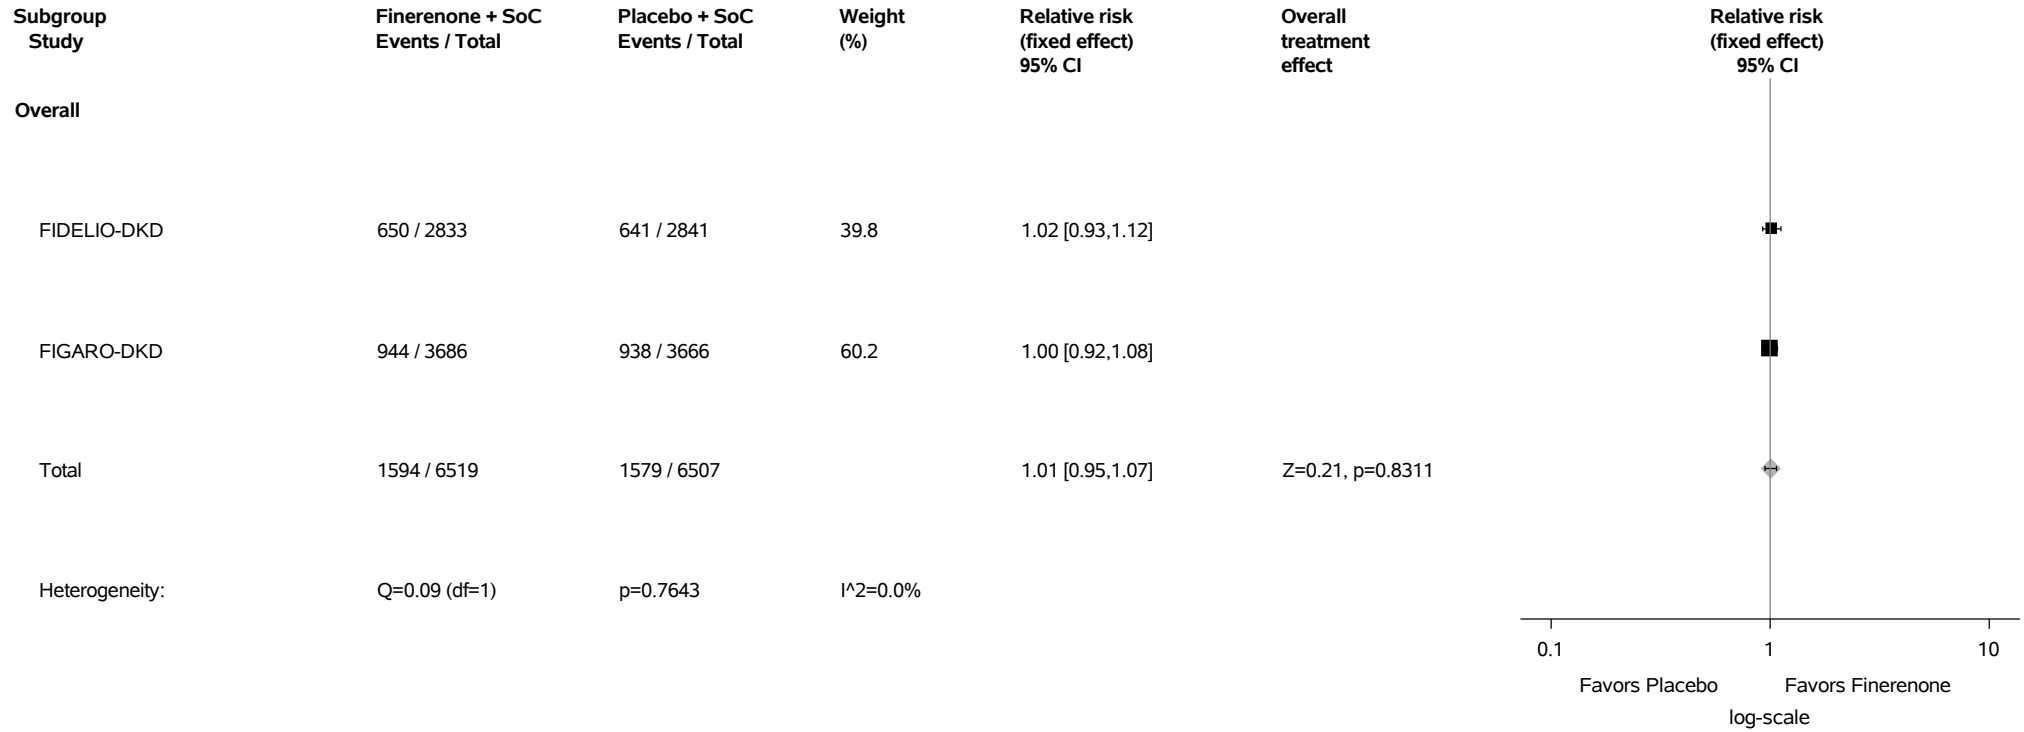 Subgroup Finerenone + SoC Placebo + SoC Weight Relative risk Overall Relative risk
Study Events / Total Events / Total (%) (fixed effect) treatment (fixed effect)
95% CI effect 95% CI
Overall
FIDELIO-DKD 650 / 2833 641 / 2841 39.8 1.02 [0.93,1.12]
FIGARO-DKD 944 / 3686 938 / 3666 60.2 1.00 [0.92,1.08]
Total 1594 / 6519 1579 / 6507 1.01 [0.95,1.07] Z=0.21, p=0.8311
Heterogeneity: Q=0.09 (df=1) p=0.7643 I^2=0.0%
0.1 1 10
Favors Placebo Favors Finerenone
log-scale